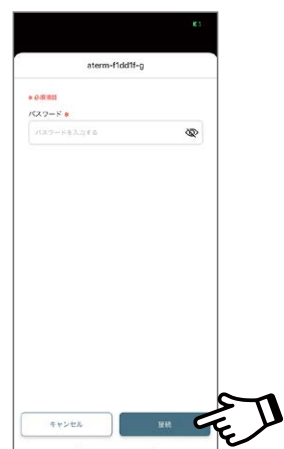 aterm-f1dd1f-g
* 必須項目
パスワード *
パスワードを入力する
キャンセル
接続